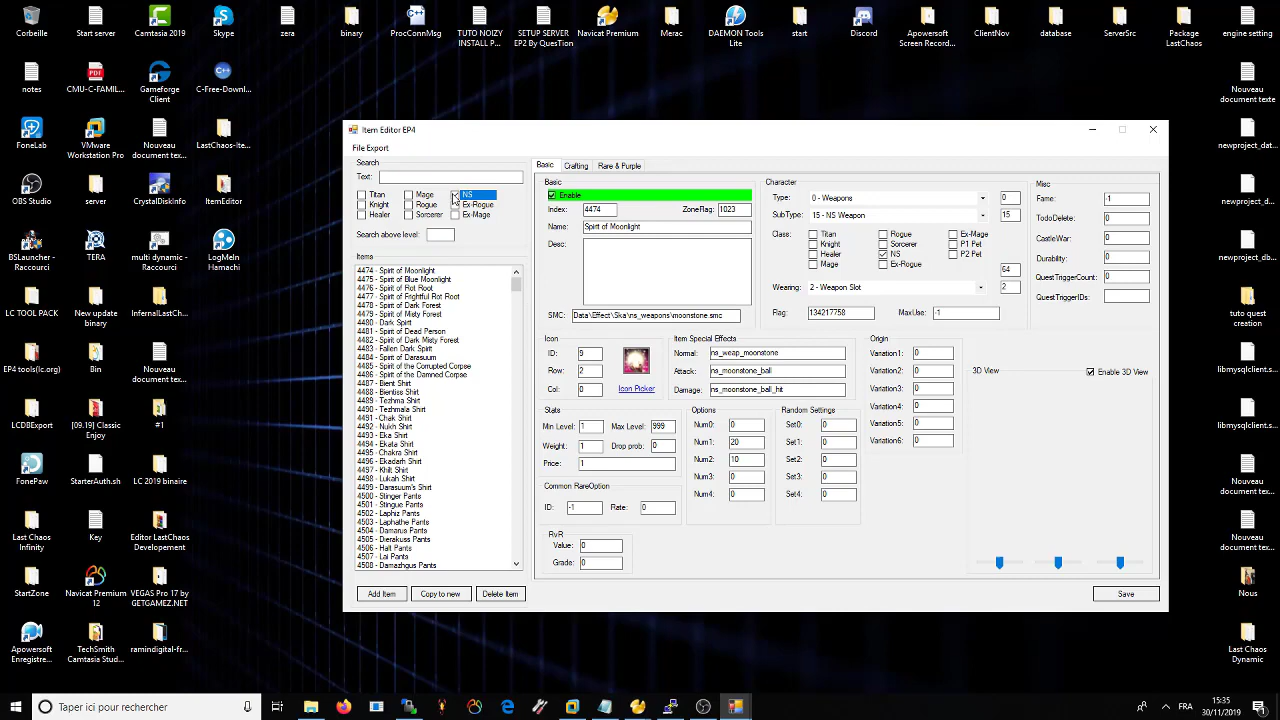 Corbeille
Start server
Camtasia 2019
Skype
zera
binary
ProcConnMsg
TUTO NOIZY
INSTALL P...
SETUP SERVER
EP2 By QuesTion
Navicat Premium
Merac
DAEMON Tools
Lite
start
Discord
Apowersoft
Screen Record...
ClientNov
database
ServerSrc
Package
LastChaos
engine setting
notes
CMU-C-FAMIL...
Gameforge
Client
C-Free-Downl...
Nouveau
document texte
FoneLab
VMware
Workstation Pro
Nouveau
document tex...
LastChaos-Ite...
newproject_dat...
OBS Studio
server
CrystalDiskInfo
ItemEditor
newproject_d...
BSLauncher -
Raccourci
TERA
multi dynamic -
Raccourci
LogMeIn
Hamachi
newproject_db...
LC TOOL PACK
New update
binary
InfernalLastCh...
tuto quest
creation
EP4 tools(lc.org)
Bin
Nouveau
document tex...
libmysqlclient.s...
LCDBExport
[09.19] Classic
Enjoy
#1
libmysqlclient.s...
FonePaw
StarterAuth.sh
LC 2019 binaire
Nouveau
document tex...
Last Chaos
Infinity
Key
Editor LastChaos
Developement
Nouveau
document tex...
StartZone
Navicat Premium
12
VEGAS Pro 17 by
GETGAMEZ.NET
Nous
Apowersoft
Enregistre...
TechSmith
Camtasia Stud...
ramindigital-fr...
Last Chaos
Dynamic
Item Editor EP4
File Export
Search
Text:
Titan
Mage
NS
Knight
Rogue
Ex-Rogue
Healer
Sorcerer
Ex-Mage
Search above level:
Items
4474 - Spirit of Moonlight
4475 - Spirit of Blue Moonlight
4476 - Spirit of Rot Root
4477 - Spirit of Frightful Rot Root
4478 - Spirit of Dark Forest
4479 - Spirit of Misty Forest
4480 - Dark Spirit
4481 - Spirit of Dead Person
4482 - Spirit of Dark Misty Forest
4483 - Fallen Dark Spirit
4484 - Spirit of Darasuum
4485 - Spirit of the Corrupted Corpse
4486 - Spirit of the Damned Corpse
4487 - Bient Shirt
4488 - Bientiss Shirt
4489 - Tezhma Shirt
4490 - Tezhmala Shirt
4491 - Chak Shirt
4492 - Nukh Shirt
4493 - Eka Shirt
4494 - Ekata Shirt
4495 - Chakra Shirt
4496 - Ekadarh Shirt
4497 - Khilt Shirt
4498 - Lukah Shirt
4499 - Darasuum's Shirt
4500 - Stinger Pants
4501 - Stingue Pants
4502 - Laphiz Pants
4503 - Laphathe Pants
4504 - Damarus Pants
4505 - Dierakuss Pants
4506 - Halt Pants
4507 - Lai Pants
4508 - Damazhgus Pants
Add Item
Copy to new
Delete Item
Basic
Crafting
Rare & Purple
Basic
Enable
Index:
4474
ZoneFlag:
1023
Name:
Spirit of Moonlight
Desc:
SMC:
Data\Effect\Ska\ns_weapons\moonstone.smc
Icon
ID:
9
Row:
2
Col:
0
Icon Picker
Item Special Effects
Normal:
ns_weap_moonstone
Attack:
ns_moonstone_ball
Damage:
ns_moonstone_ball_hit
Stats
Min Level:
1
Max Level:
999
Weight:
1
Drop prob:
0
Pride:
1
Common RareOption
ID:
-1
Rate:
0
RvR
Value:
0
Grade:
0
Options
Num0:
0
Num1:
20
Num2:
10
Num3:
0
Num4:
0
Random Settings
Set0:
0
Set1:
0
Set2:
0
Set3:
0
Set4:
0
Character
Type:
0 - Weapons
0
SubType:
15 - NS Weapon
15
Class:
Titan
Rogue
Ex-Mage
Knight
Sorcerer
P1 Pet
Healer
NS
P2 Pet
Mage
Ex-Rogue
64
Wearing:
2 - Weapon Slot
2
Flag:
134217758
MaxUse:
-1
Origin
Variation1:
0
Variation2:
0
Variation3:
0
Variation4:
0
Variation5:
0
Variation6:
0
Misc
Fame:
-1
TodoDelete:
0
CastleWar:
0
Durability:
0
QuestTriggerCount:
0
QuestTriggerIDs:
3D View
Enable 3D View
Save
Taper ici pour rechercher
FRA
15:35
30/11/2019
1